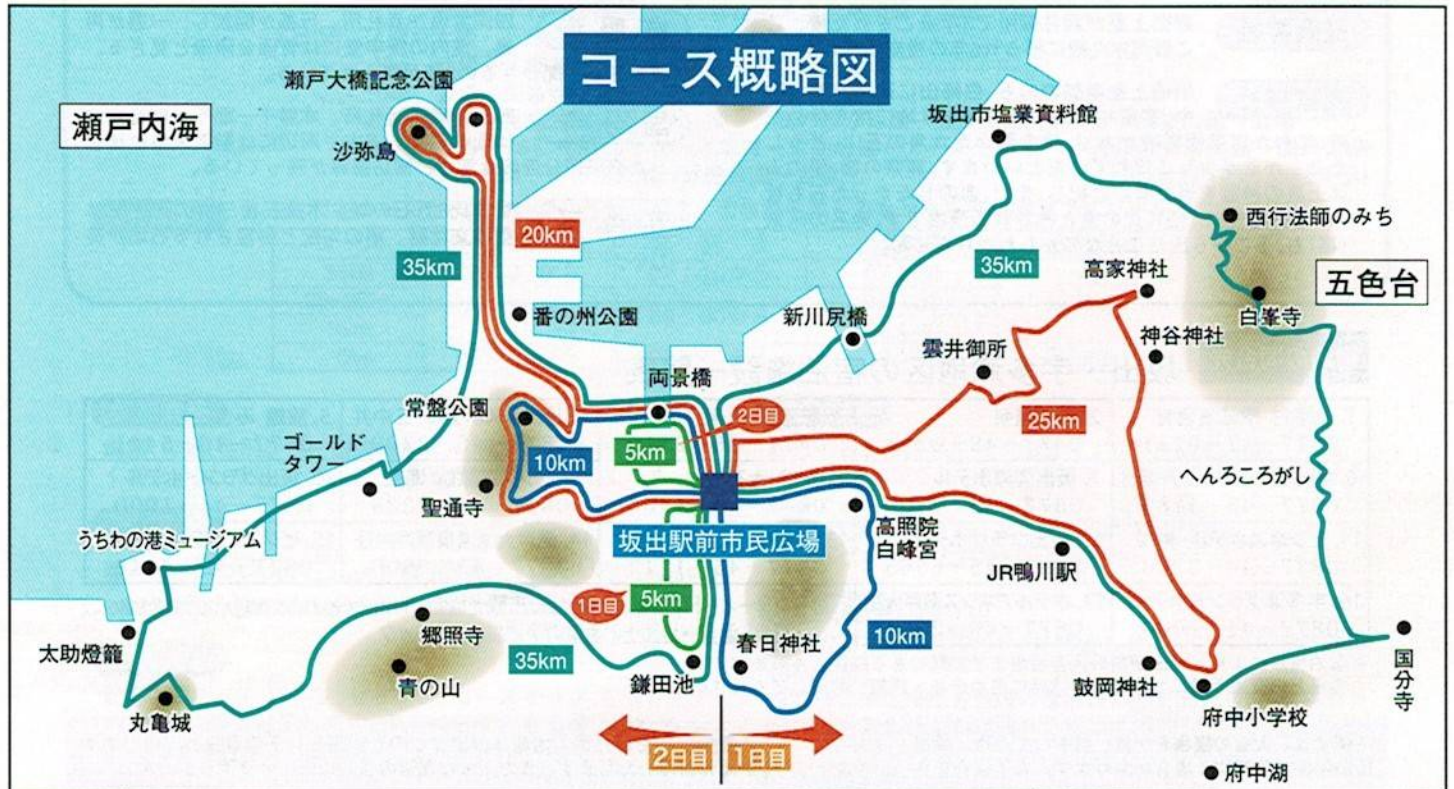 コース概略図
瀬戸大橋記念公園
瀬戸内海
沙弥島
坂出市塩業資料館
西行法師のみち
20km
35km
35km
高家神社
五色台
白峯寺
番の州公園
新川尻橋
神谷神社
雲井御所
両景橋
常盤公園
2日目
25km
ゴールド
タワー
10km
5km
へんろころがし
聖通寺
高照院
白峰宮
うちわの港ミュージアム
坂出駅前市民広場
JR鴨川駅
1日目
5km
郷照寺
春日神社
10km
太助燈籠
35km
青の山
鎌田池
鼓岡神社
国分寺
丸亀城
府中小学校
2日目
1日目
府中湖